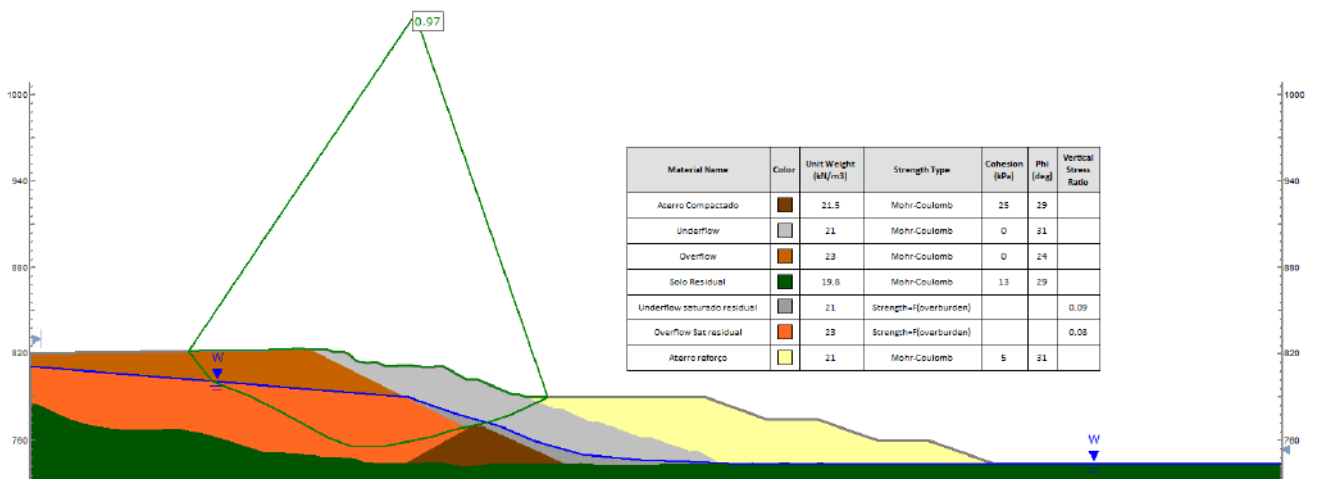 0.97
1000
1000
Material Name Color Unit Weight (kN/m3) Strength Type Cohesion (kPa) Phi (deg) Vertical Stress Ratio
Aterro Compactado 21.5 Mohr-Coulomb 25 29
940
940
Underflow 21 Mohr-Coulomb 0 31
Overflow 23 Mohr-Coulomb 0 24
880
880
Solo Residual 19.8 Mohr-Coulomb 13 29
Underflow saturado residual 21 Strength=F(overburden) 0.09
Overflow Sat residual 23 Strength=F(overburden) 0.08
820
820
Aterro reforço 21 Mohr-Coulomb 5 31
W
760
760
W